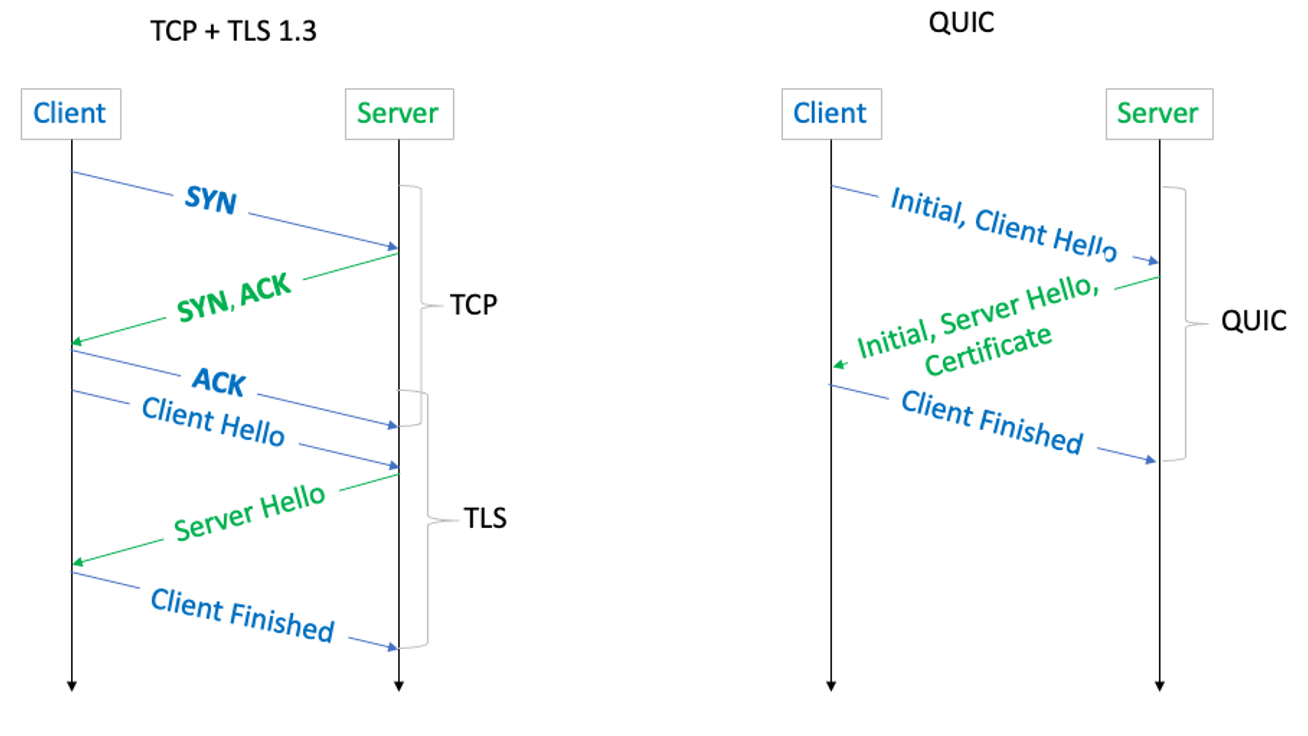 TCP + TLS 1.3
Client
Server
SYN
SYN, ACK
TCP
ACK
Client Hello
Server Hello
TLS
Client Finished
QUIC
Client
Server
Initial, Client Hello
Initial, Server Hello,
Certificate
QUIC
Client Finished